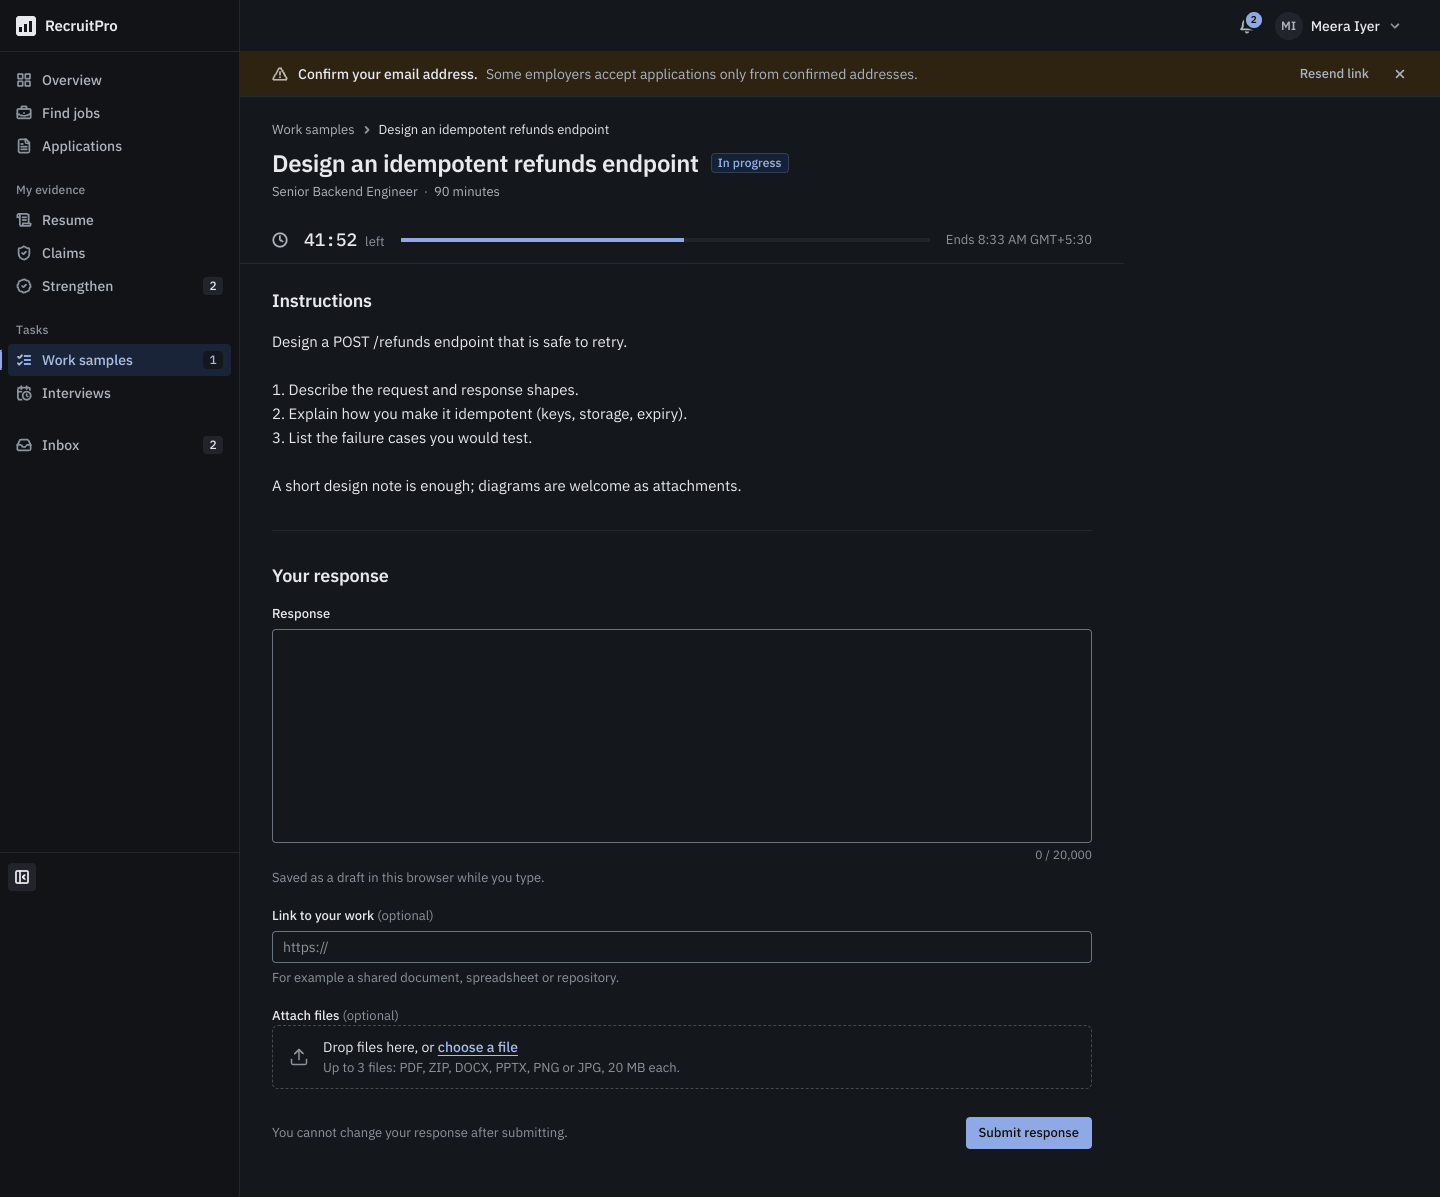 RecruitPro
2
MI
Meera Iyer
Overview
Find jobs
Applications
My evidence
Resume
Claims
Strengthen
2
Tasks
Work samples
1
Interviews
Inbox
2
Confirm your email address. Some employers accept applications only from confirmed addresses.
Resend link
Work samples
Design an idempotent refunds endpoint
Design an idempotent refunds endpoint
In progress
Senior Backend Engineer · 90 minutes
41:52 left
Ends 8:33 AM GMT+5:30
Instructions
Design a POST /refunds endpoint that is safe to retry.
1. Describe the request and response shapes.
2. Explain how you make it idempotent (keys, storage, expiry).
3. List the failure cases you would test.
A short design note is enough; diagrams are welcome as attachments.
Your response
Response
0 / 20,000
Saved as a draft in this browser while you type.
Link to your work (optional)
https://
For example a shared document, spreadsheet or repository.
Attach files (optional)
Drop files here, or choose a file
Up to 3 files: PDF, ZIP, DOCX, PPTX, PNG or JPG, 20 MB each.
You cannot change your response after submitting.
Submit response